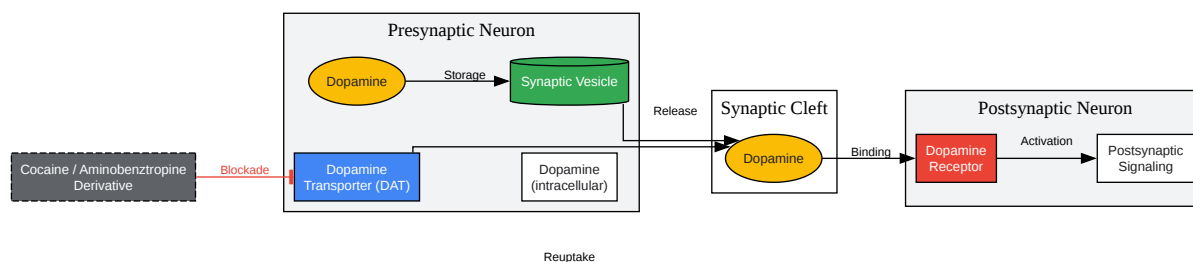 Presynaptic Neuron
Dopamine
Storage
Synaptic Vesicle
Release
Synaptic Cleft
Dopamine
Postsynaptic Neuron
Cocaine / Aminobenztropine
Derivative
Blockade
Dopamine
Transporter (DAT)
Dopamine
(intracellular)
Binding
Dopamine
Receptor
Activation
Postsynaptic
Signaling
Reuptake